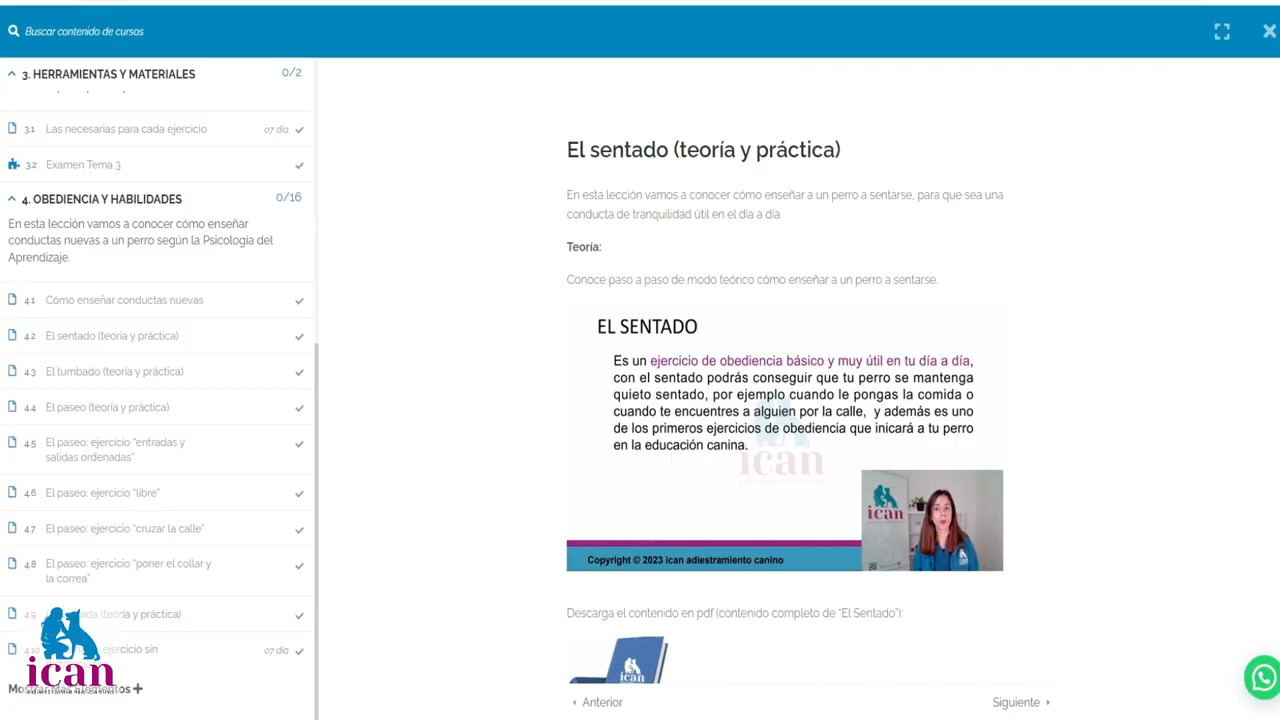 Buscar contenido de cursos
3. HERRAMIENTAS Y MATERIALES 0/2
3.1 Las necesarias para cada ejercicio 07 día
3.2 Examen Tema 3
4. OBEDIENCIA Y HABILIDADES 0/16
En esta lección vamos a conocer cómo enseñar
conductas nuevas a un perro según la Psicología del
Aprendizaje.
4.1 Cómo enseñar conductas nuevas
4.2 El sentado (teoría y práctica)
4.3 El tumbado (teoría y práctica)
4.4 El paseo (teoría y práctica)
4.5 El paseo: ejercicio "entradas y
salidas ordenadas"
4.6 El paseo: ejercicio "libre"
4.7 El paseo: ejercicio "cruzar la calle"
4.8 El paseo: ejercicio "poner el collar y
la correa"
4.9 (teoría y práctica)
4.10 ejercicio sin 07 día
ican
El sentado (teoría y práctica)
En esta lección vamos a conocer cómo enseñar a un perro a sentarse, para que sea una
conducta de tranquilidad útil en el día a día.
Teoría:
Conoce paso a paso de modo teórico cómo enseñar a un perro a sentarse.
EL SENTADO
Es un ejercicio de obediencia básico y muy útil en tu día a día,
con el sentado podrás conseguir que tu perro se mantenga
quieto sentado, por ejemplo cuando le pongas la comida o
cuando te encuentres a alguien por la calle, y además es uno
de los primeros ejercicios de obediencia que inicará a tu perro
en la educación canina.
ican
ican
Copyright © 2023 ican adiestramiento canino
Descarga el contenido en pdf (contenido completo de "El Sentado"):
ican
Anterior
Siguiente